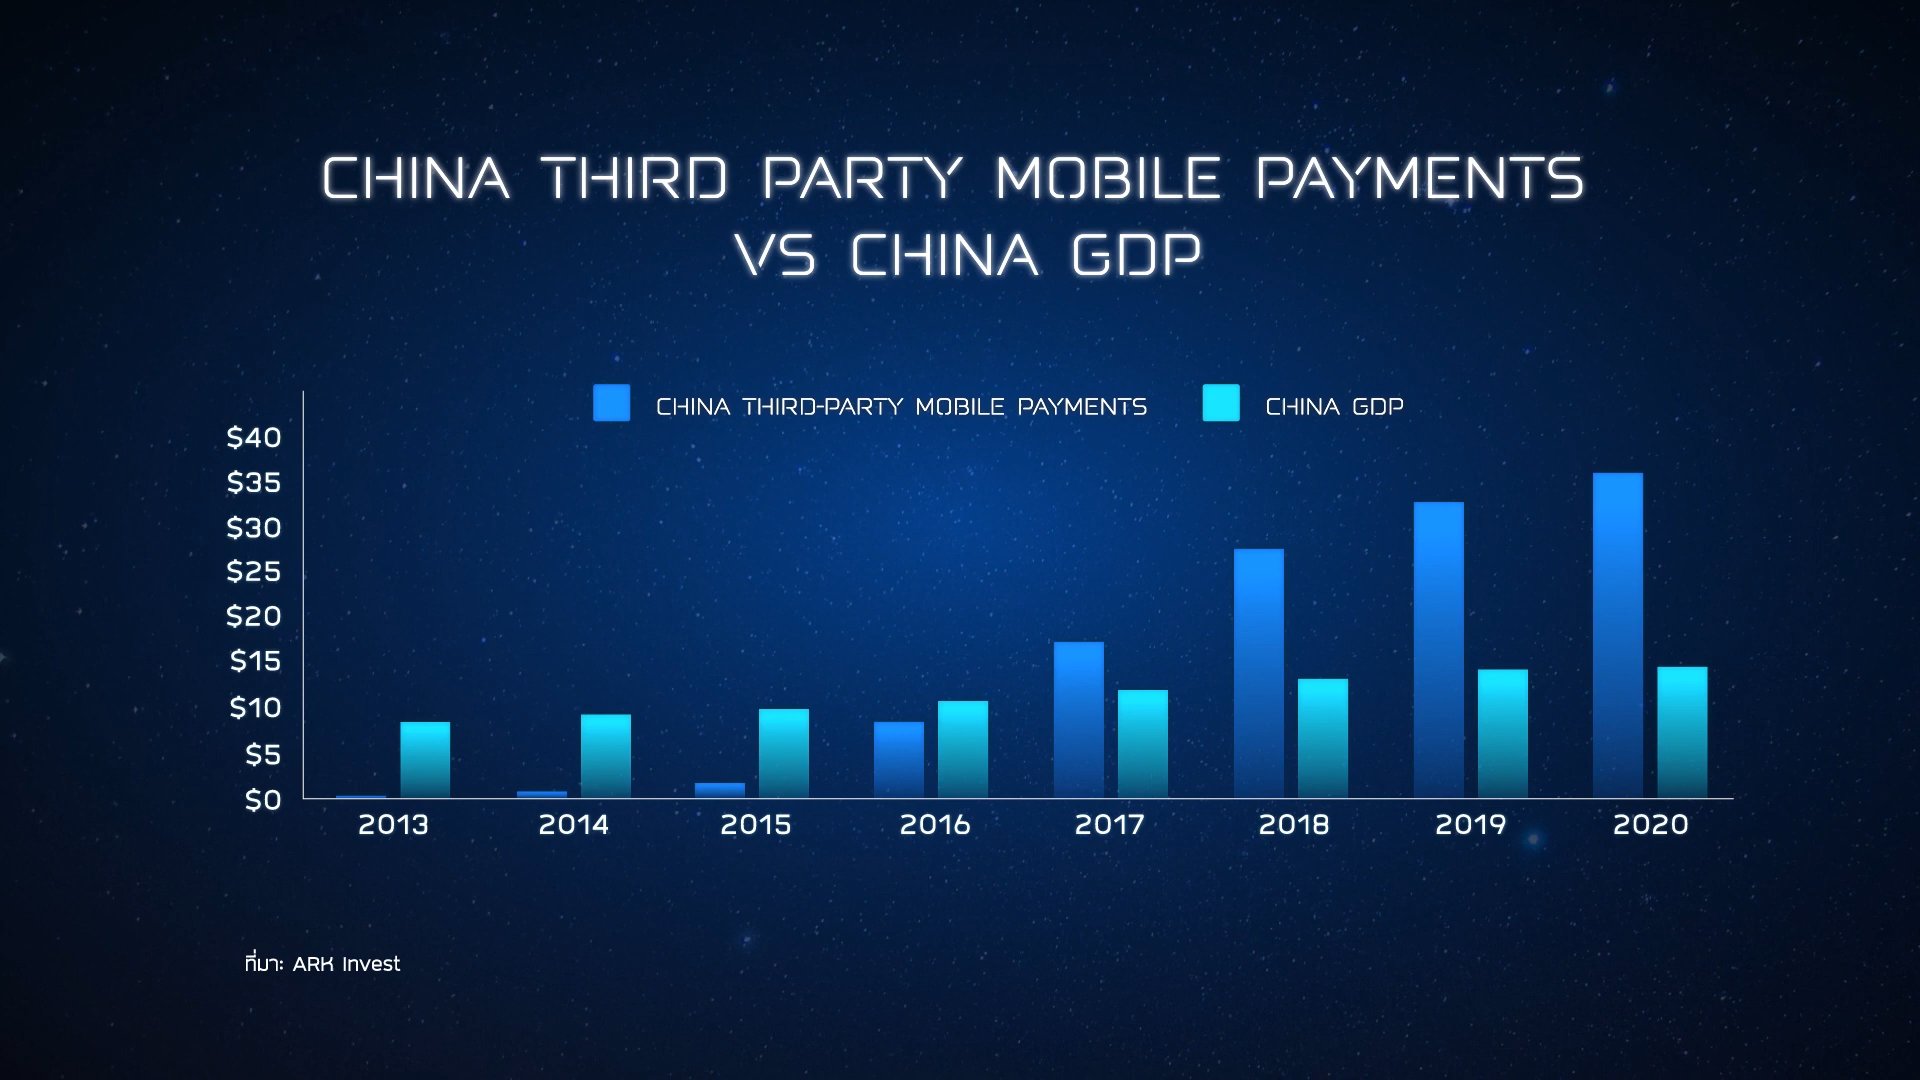 CHINA THIRD PARTY MOBILE PAYMENTS
VS CHINA GDP
CHINA THIRD-PARTY MOBILE PAYMENTS
CHINA GDP
$40
$35
$30
$25
$20
$15
$10
$5
$0
2013 2014 2015 2016 2017 2018 2019 2020
ที่มา: ARK Invest